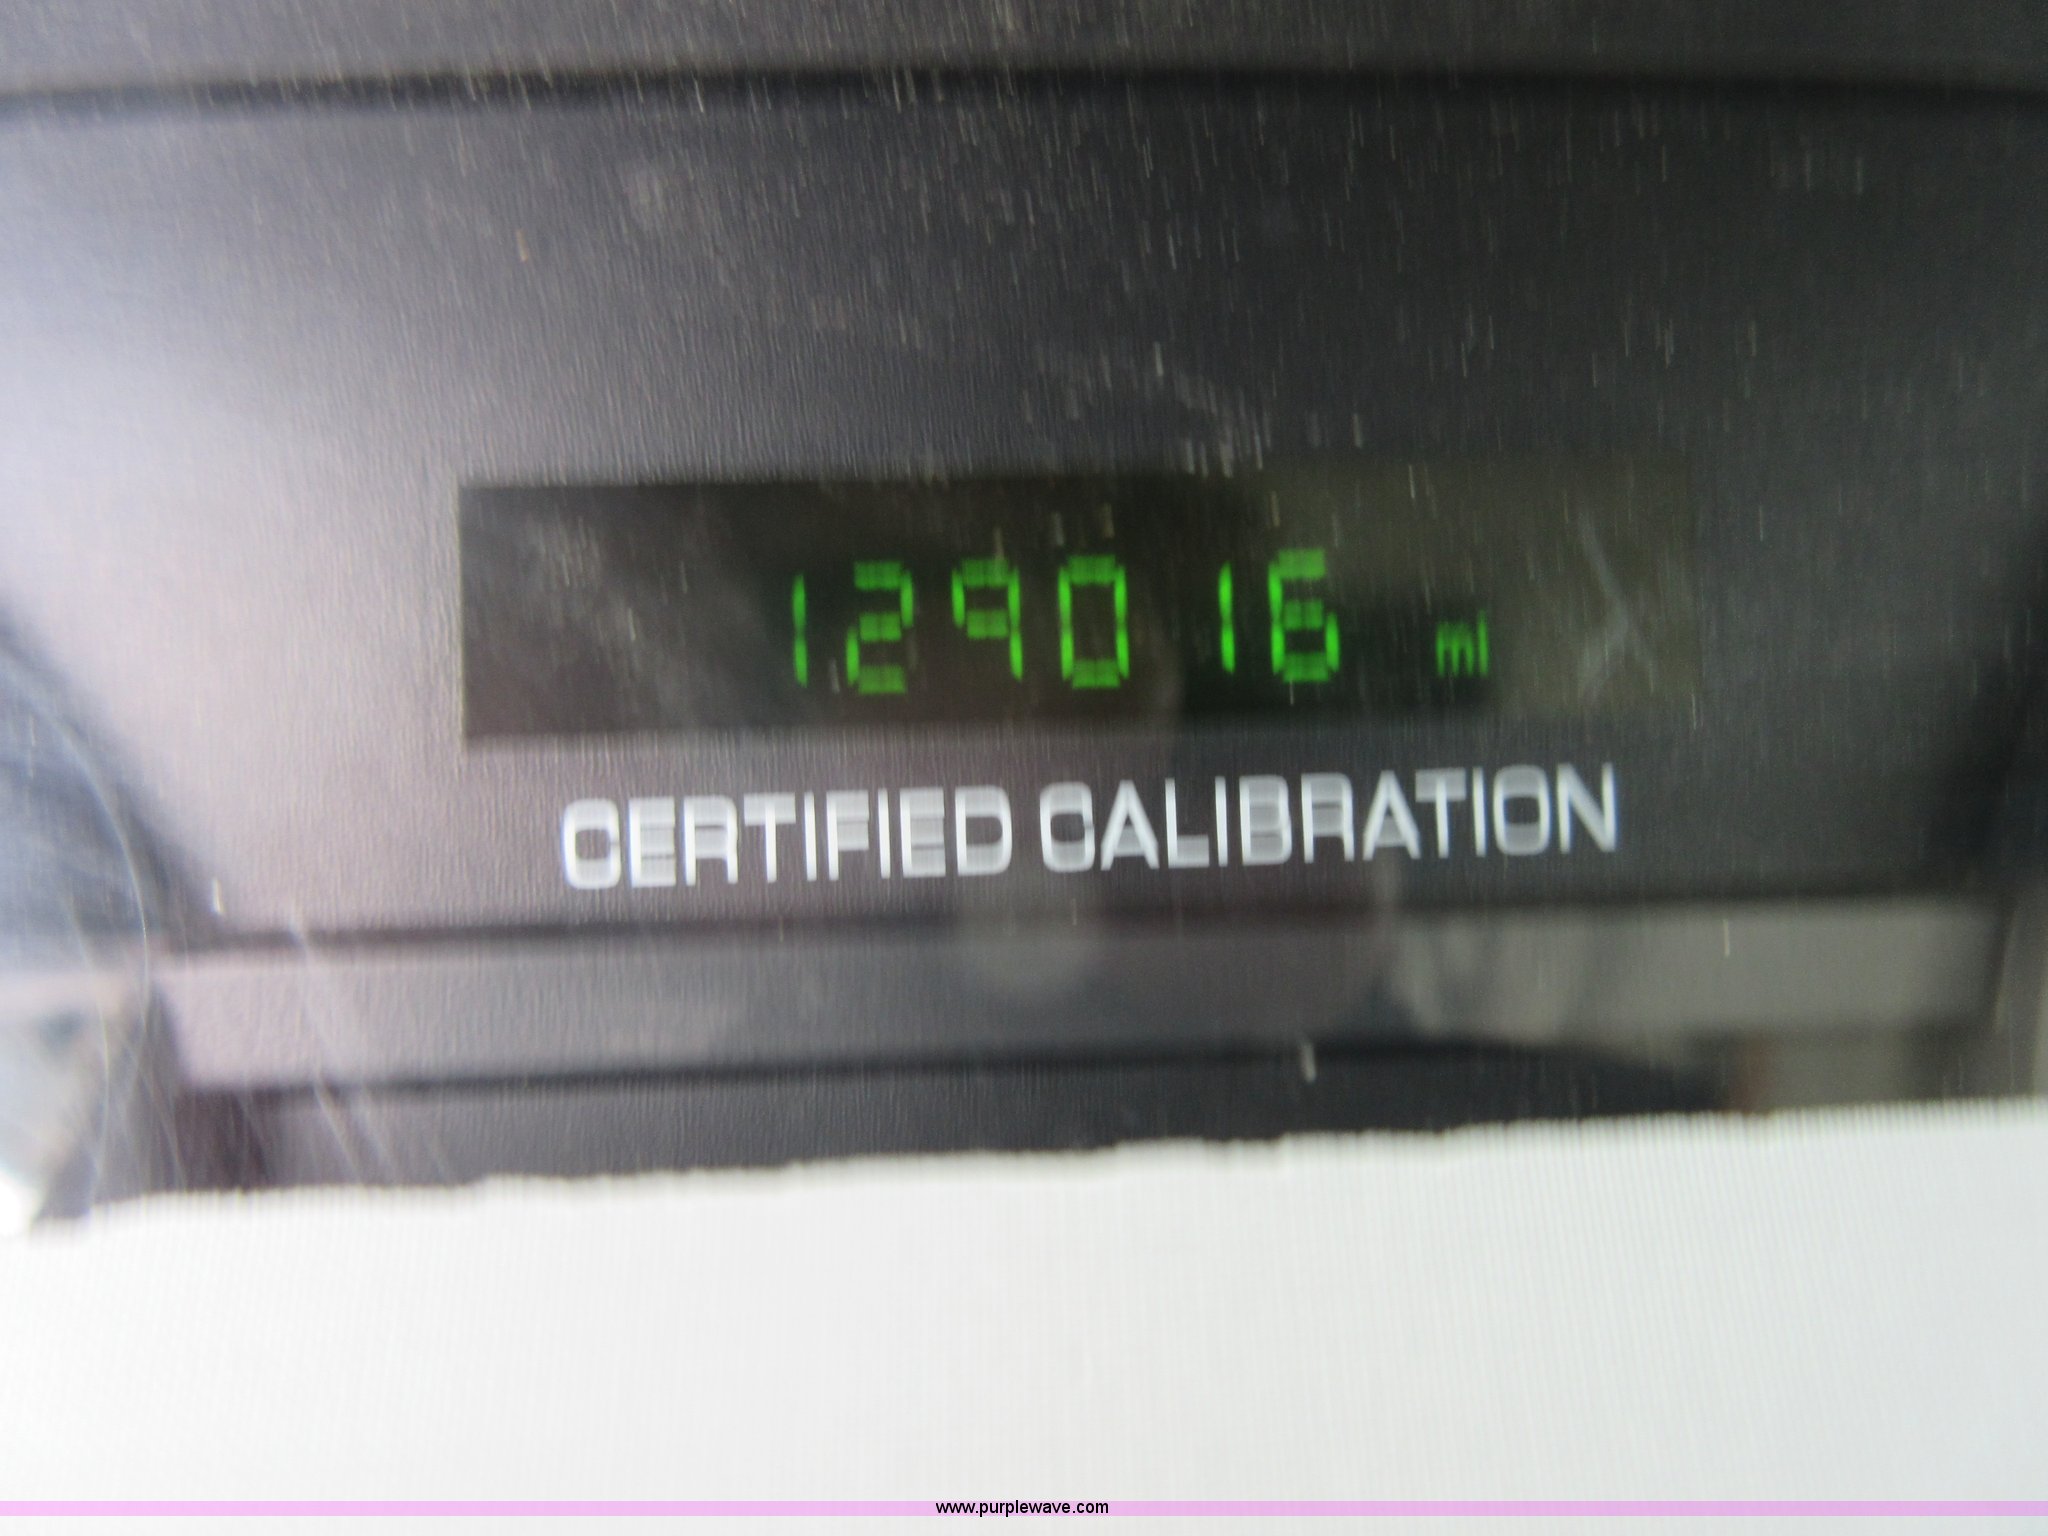 129016 mi
CERTIFIED CALIBRATION
www.purplewave.com